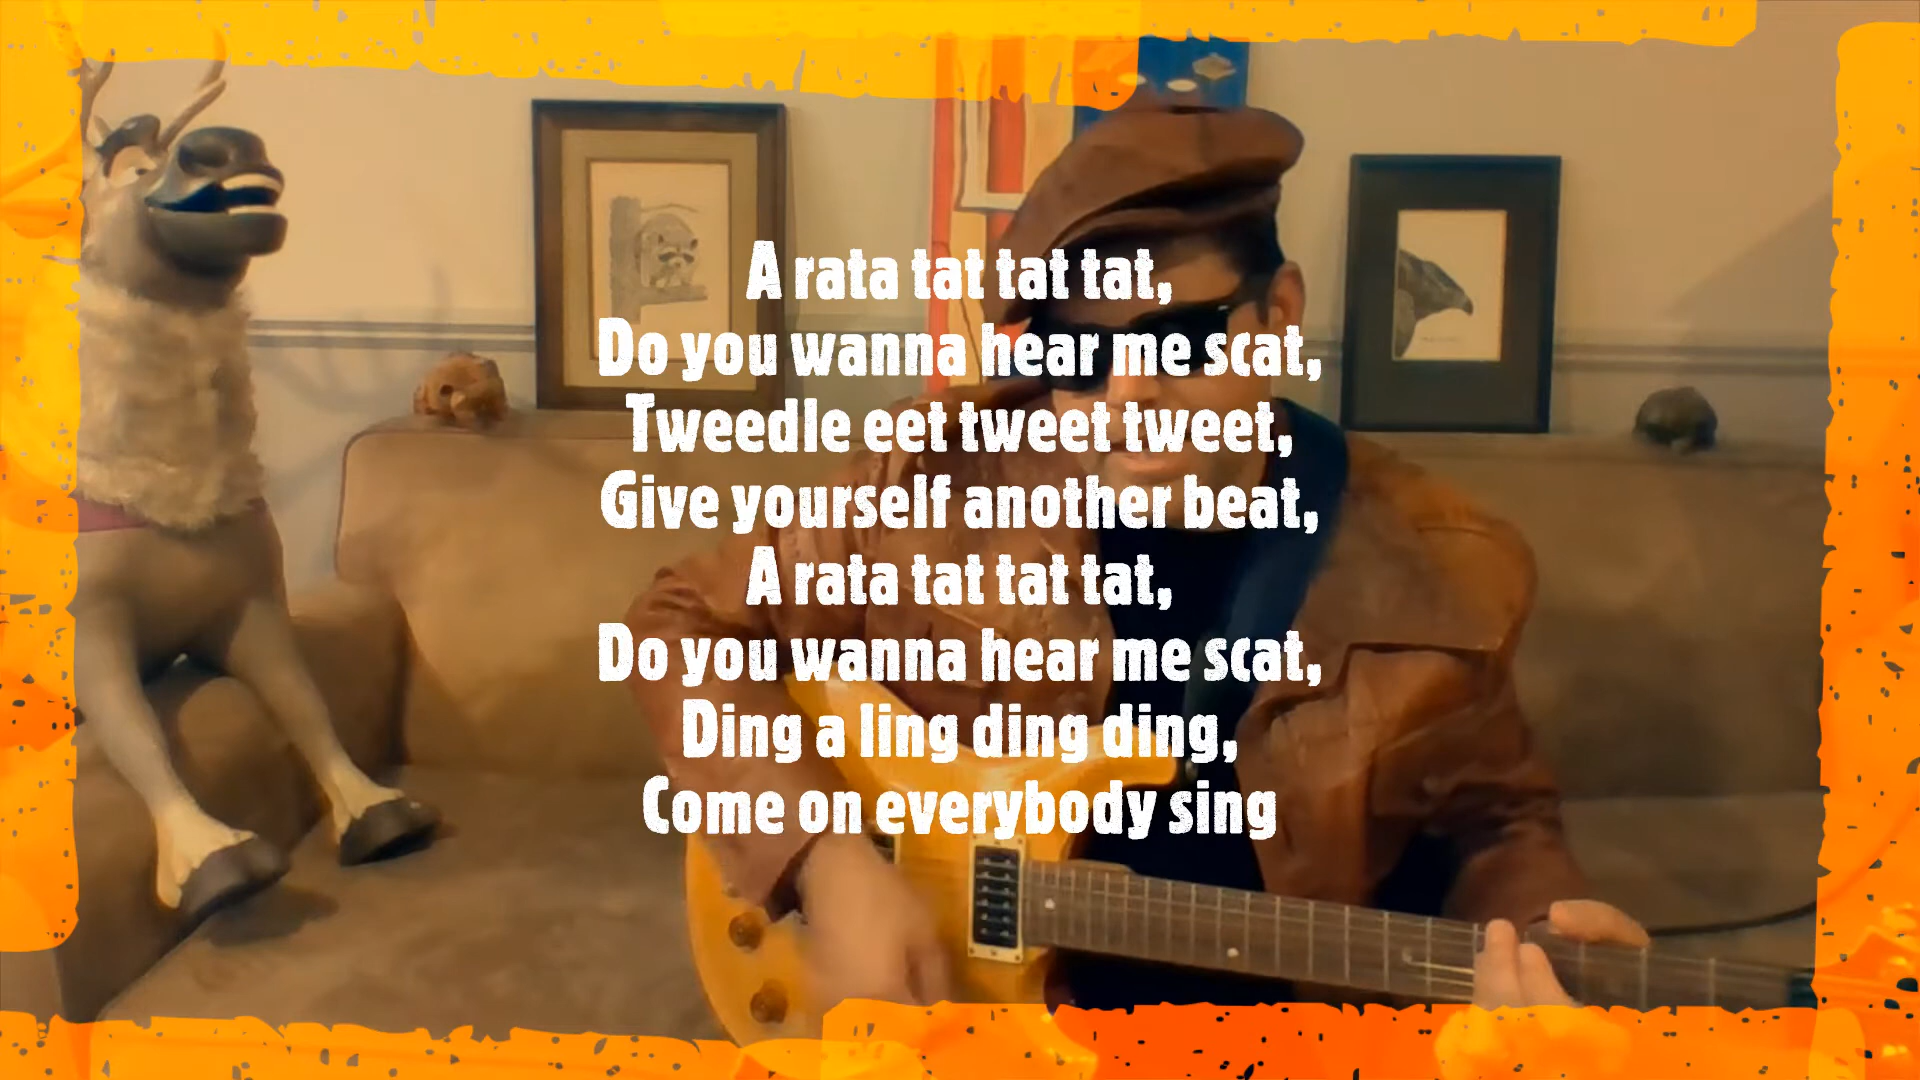 A rata tat tat tat,
Do you wanna hear me scat,
Tweedle eet tweet tweet,
Give yourself another beat,
A rata tat tat tat,
Do you wanna hear me scat,
Ding a ling ding ding,
Come on everybody sing